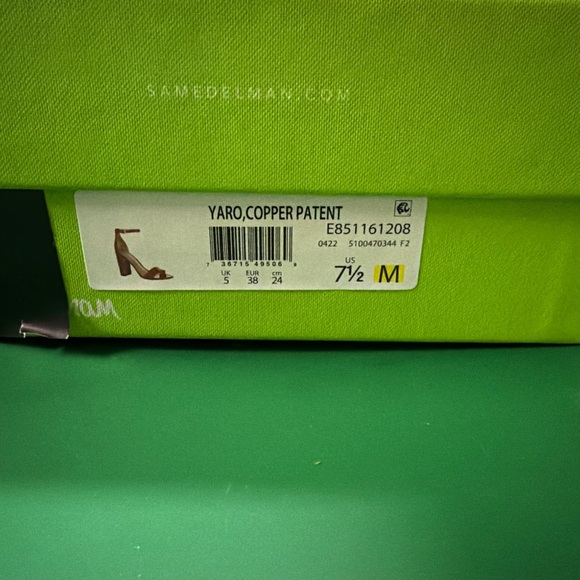 SAMEDELMAN.COM
YARO,COPPER PATENT
E851161208
0422 5100470344 F2
7 36715 49506 9
UK EUR cm
5 38 24
US
7½ M